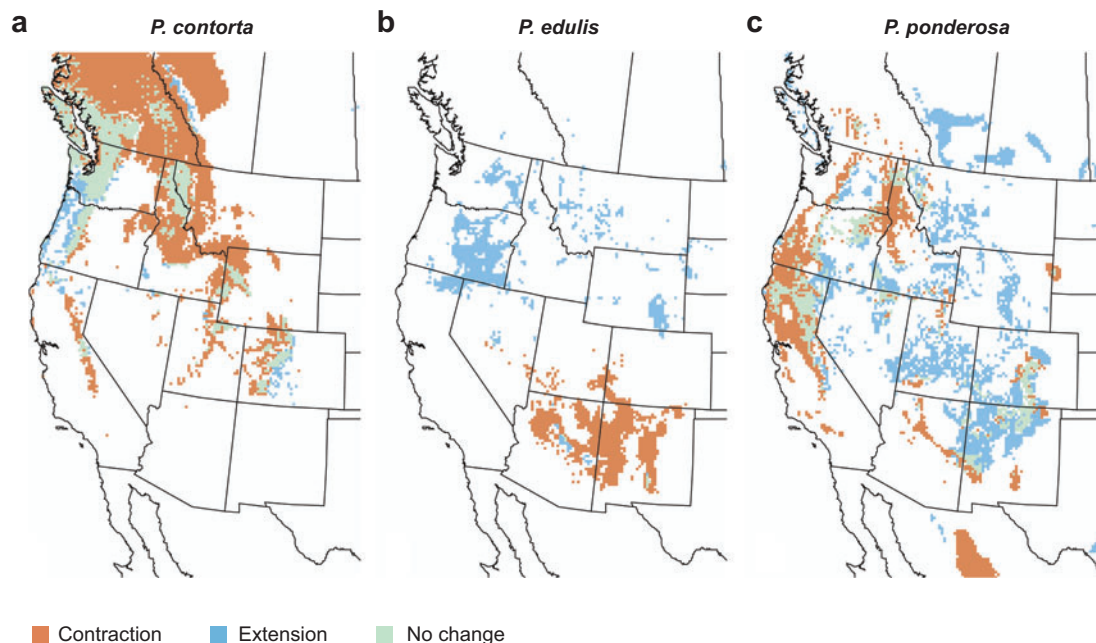 a
P. contorta
b
P. edulis
c
P. ponderosa
Contraction
Extension
No change